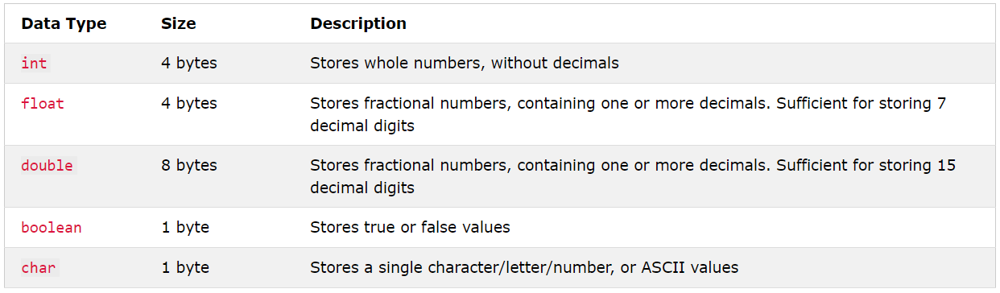 Data Type Size Description
int 4 bytes Stores whole numbers, without decimals
float 4 bytes Stores fractional numbers, containing one or more decimals. Sufficient for storing 7
decimal digits
double 8 bytes Stores fractional numbers, containing one or more decimals. Sufficient for storing 15
decimal digits
boolean 1 byte Stores true or false values
char 1 byte Stores a single character/letter/number, or ASCII values